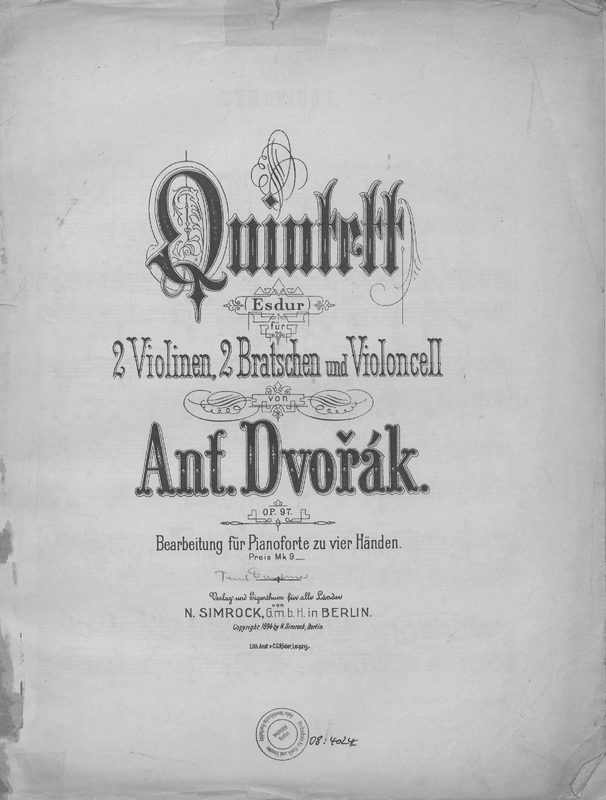 Quintett
(Esdur)
für
2 Violinen, 2 Bratschen und Violoncell
von
Ant. Dvořák.
OP. 97.
Bearbeitung für Pianoforte zu vier Händen.
Preis Mk 9_
Verlag und Eigenthum für alle Länder
von
N. SIMROCK, G.m.b.H. in BERLIN.
Copyright 1894 by N. Simrock, Berlin.
Lith. Anst. v. C.G. Röder, Leipzig.
08:4024